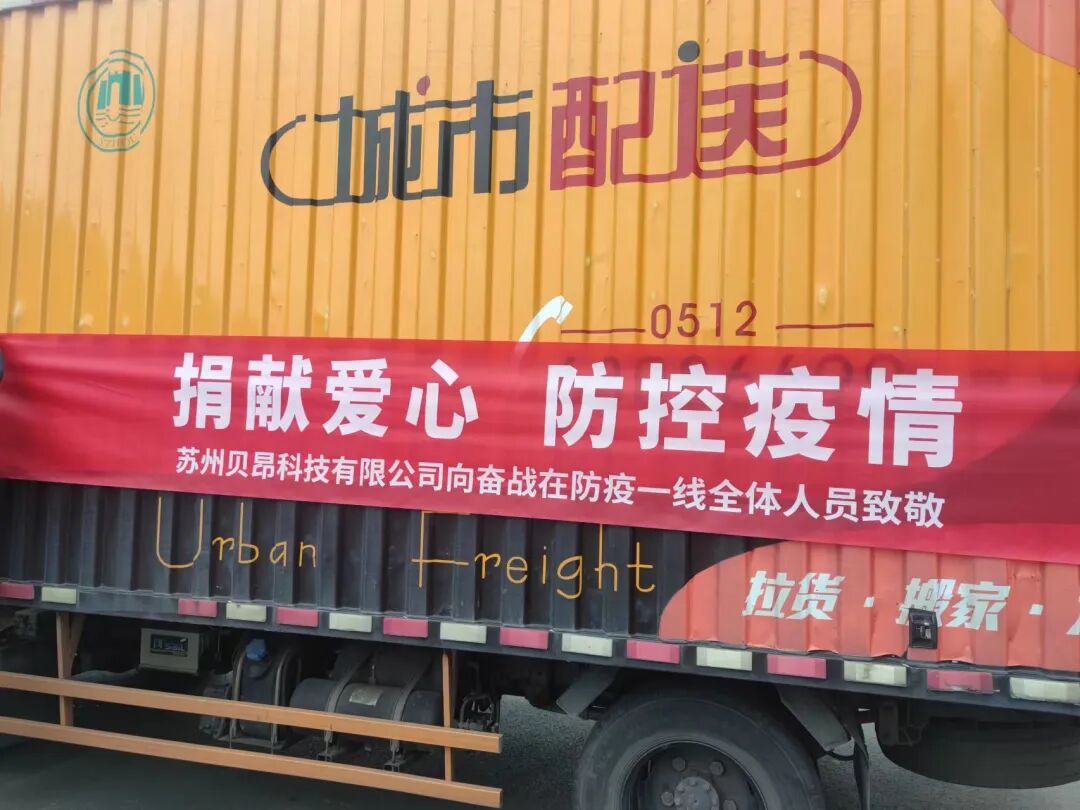 城市配送
0512
捐献爱心 防控疫情
苏州贝昂科技有限公司向奋战在防疫一线全体人员致敬
Urban Freight
拉货·搬家·